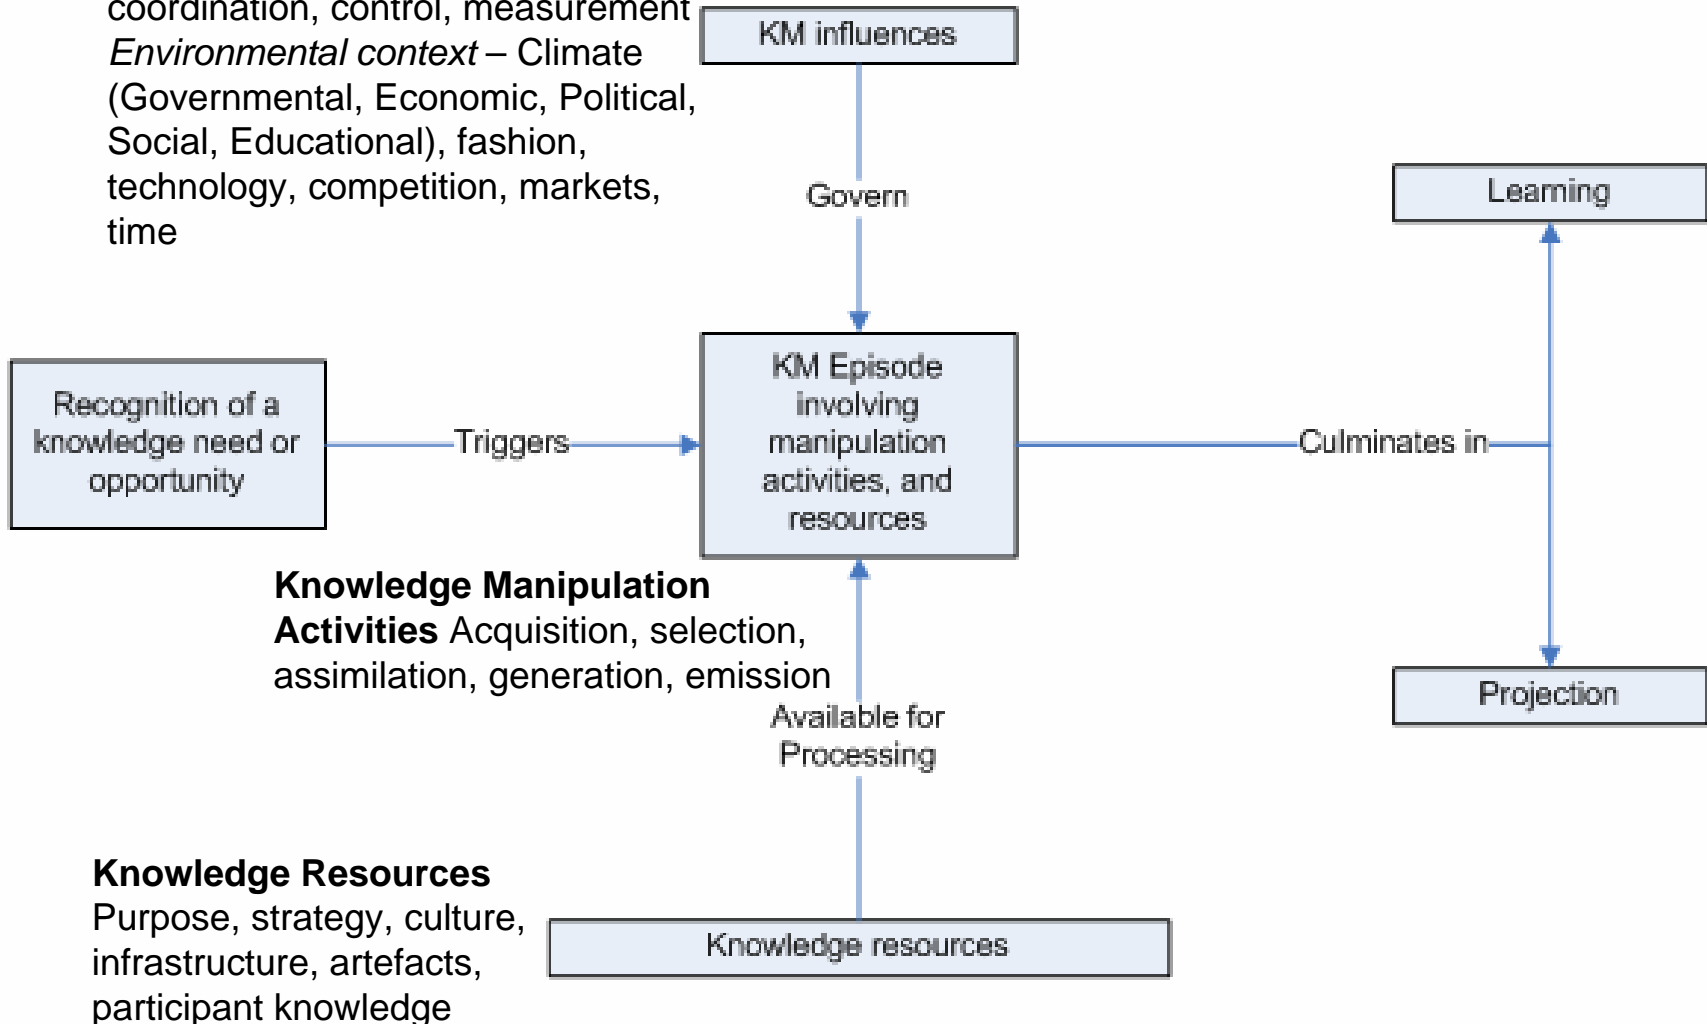 coordination, control, measurement
Environmental context – Climate
(Governmental, Economic, Political,
Social, Educational), fashion,
technology, competition, markets,
time
KM influences
Govern
Learning
Recognition of a
knowledge need or
opportunity
Triggers
KM Episode
involving
manipulation
activities, and
resources
Culminates in
Knowledge Manipulation
Activities Acquisition, selection,
assimilation, generation, emission
Available for
Processing
Projection
Knowledge Resources
Purpose, strategy, culture,
infrastructure, artefacts,
participant knowledge
Knowledge resources